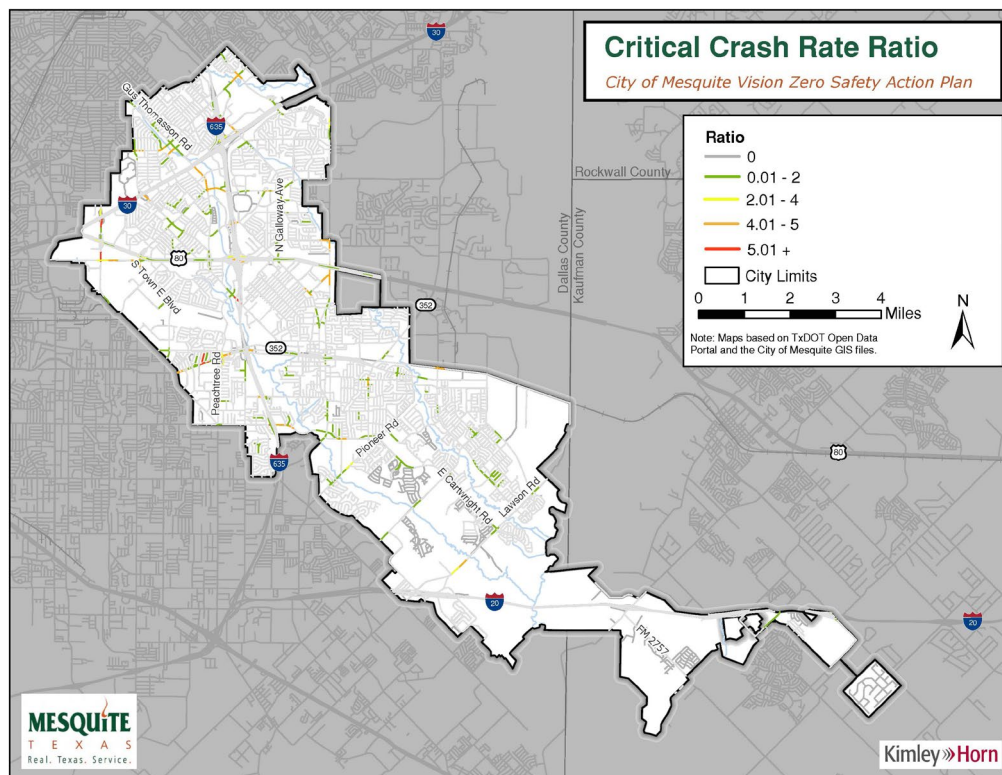 Critical Crash Rate Ratio
City of Mesquite Vision Zero Safety Action Plan
Ratio
0
0.01 - 2
2.01 - 4
4.01 - 5
5.01 +
City Limits
0 1 2 3 4
Miles
N
Note: Maps based on TxDOT Open Data
Portal and the City of Mesquite GIS files.
30
Gus Thomasson Rd
635
Rockwall County
30
N Galloway Ave
80
Dallas County
Kaufman County
S Town E Blvd
352
352
Peachtree Rd
Pioneer Rd
80
635
E Cartwright Rd
Lawson Rd
20
20
FM 2757
MESQUITE
TEXAS
Real. Texas. Service.
Kimley»Horn